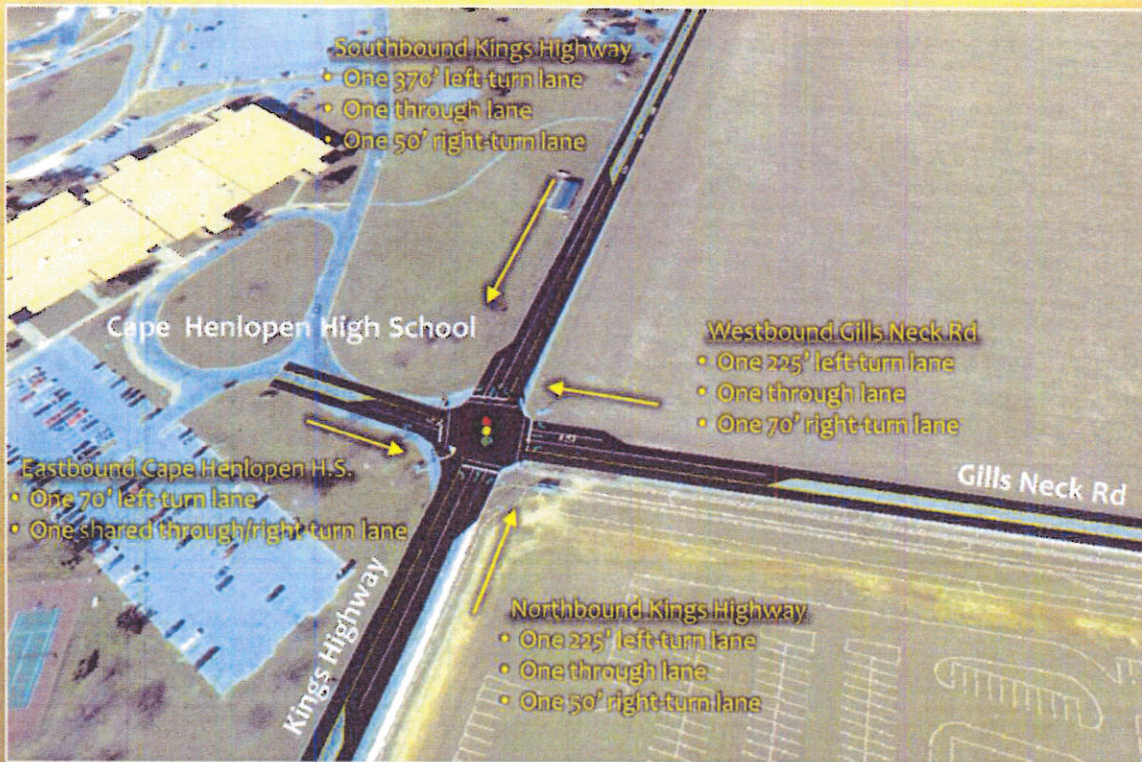 Southbound Kings Highway
• One 370' left-turn lane
• One through lane
• One 50' right-turn lane
Cape Henlopen High School
Westbound Gills Neck Rd
• One 225' left-turn lane
• One through lane
• One 70' right-turn lane
Eastbound Cape Henlopen H.S.
• One 70' left-turn lane
• One shared through/right-turn lane
Gills Neck Rd
Kings Highway
Northbound Kings Highway
• One 225' left-turn lane
• One through lane
• One 50' right-turn lane